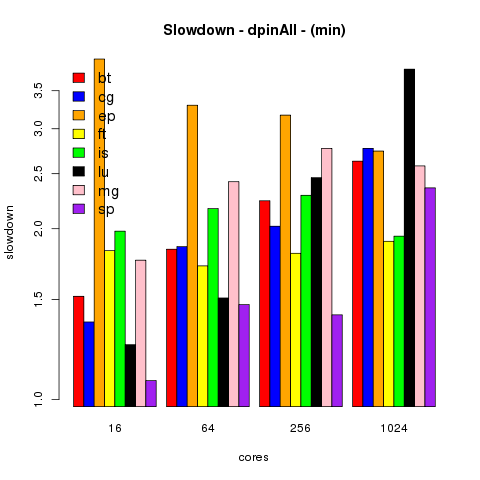 Slowdown - dpinAll - (min)
slowdown
3.5
3.0
2.5
2.0
1.5
1.0
bt
cg
ep
ft
is
lu
mg
sp
16 64 256 1024
cores